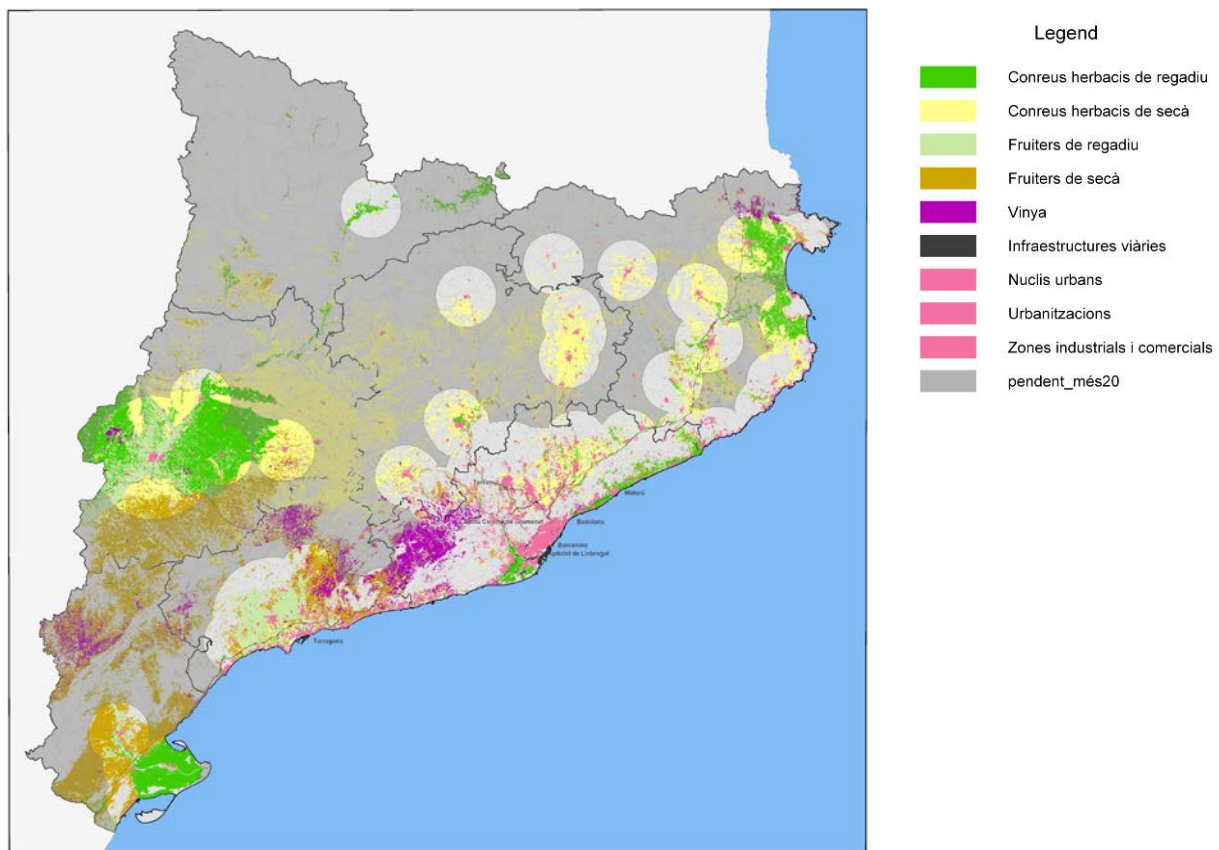 Legend
Conreus herbacis de regadiu
Conreus herbacis de secà
Fruiters de regadiu
Fruiters de secà
Vinya
Infraestructures viàries
Nuclis urbans
Urbanitzacions
Zones industrials i comercials
pendent_més20
Terrassa
Mataró
Badalona
Barcelona
Tarragona